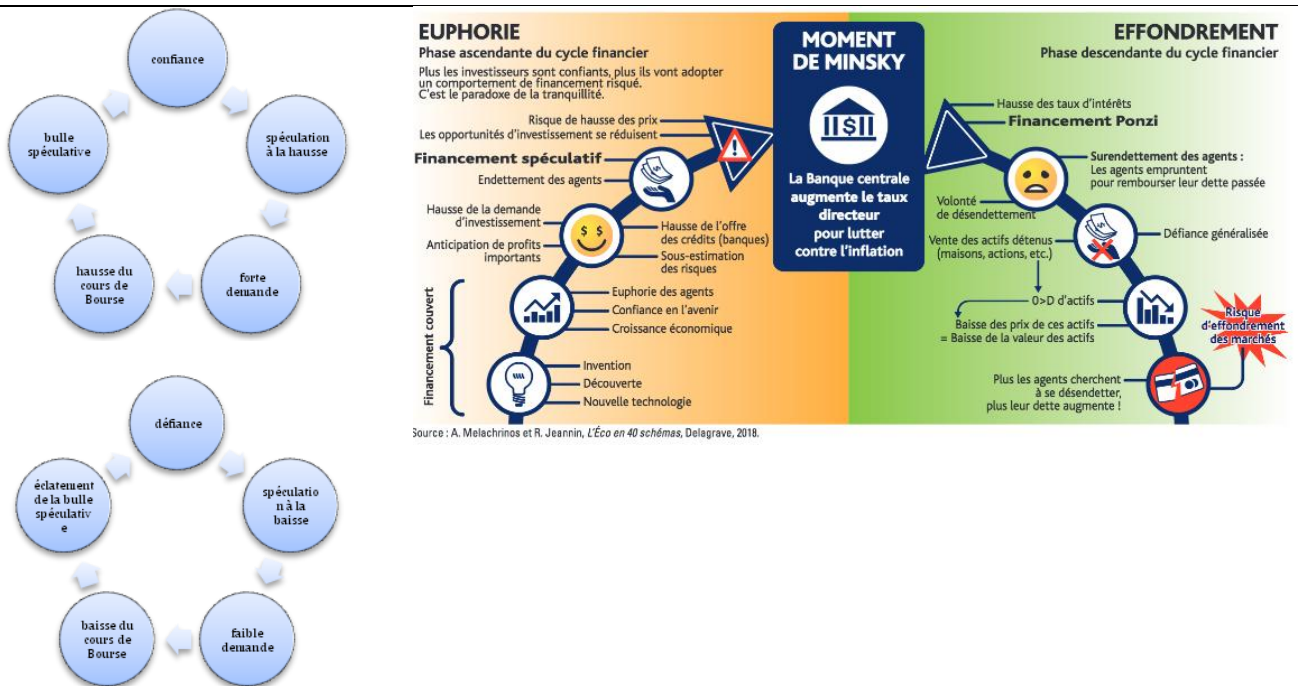 confiance
spéculation
à la hausse
forte
demande
hausse du
cours de
Bourse
bulle
spéculative
défiance
spéculatio
n à la
baisse
faible
demande
baisse du
cours de
Bourse
éclatement
de la bulle
spéculativ
e
EUPHORIE
Phase ascendante du cycle financier
Plus les investisseurs sont confiants, plus ils vont adopter
un comportement de financement risqué.
C'est le paradoxe de la tranquillité.
Risque de hausse des prix
Les opportunités d'investissement se réduisent
Financement spéculatif
Endettement des agents
Hausse de la demande
d'investissement
Anticipation de profits
importants
Hausse de l'offre
des crédits (banques)
Sous-estimation
des risques
Financement couvert
Euphorie des agents
Confiance en l'avenir
Croissance économique
Invention
Découverte
Nouvelle technologie
MOMENT
DE MINSKY
$
La Banque centrale
augmente le taux
directeur
pour lutter
contre l'inflation
EFFONDREMENT
Phase descendante du cycle financier
Hausse des taux d'intérêts
Financement Ponzi
Surendettement des agents :
Les agents empruntent
pour rembourser leur dette passée
Volonté
de désendettement
Vente des actifs détenus
(maisons, actions, etc.)
Défiance généralisée
O>D d'actifs
Baisse des prix de ces actifs
= Baisse de la valeur des actifs
Risque
d'effondrement
des marchés
Plus les agents cherchent
à se désendetter,
plus leur dette augmente !
Source : A. Melachrinos et R. Jeannin, L'Éco en 40 schémas, Delagrave, 2018.